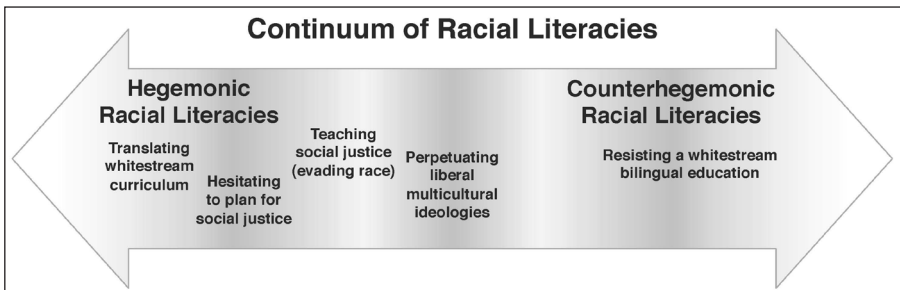 Continuum of Racial Literacies
Hegemonic
Racial Literacies
Translating
whitestream
curriculum
Hesitating
to plan for
social justice
Teaching
social justice
(evading race)
Perpetuating
liberal
multicultural
ideologies
Counterhegemonic
Racial Literacies
Resisting a whitestream
bilingual education